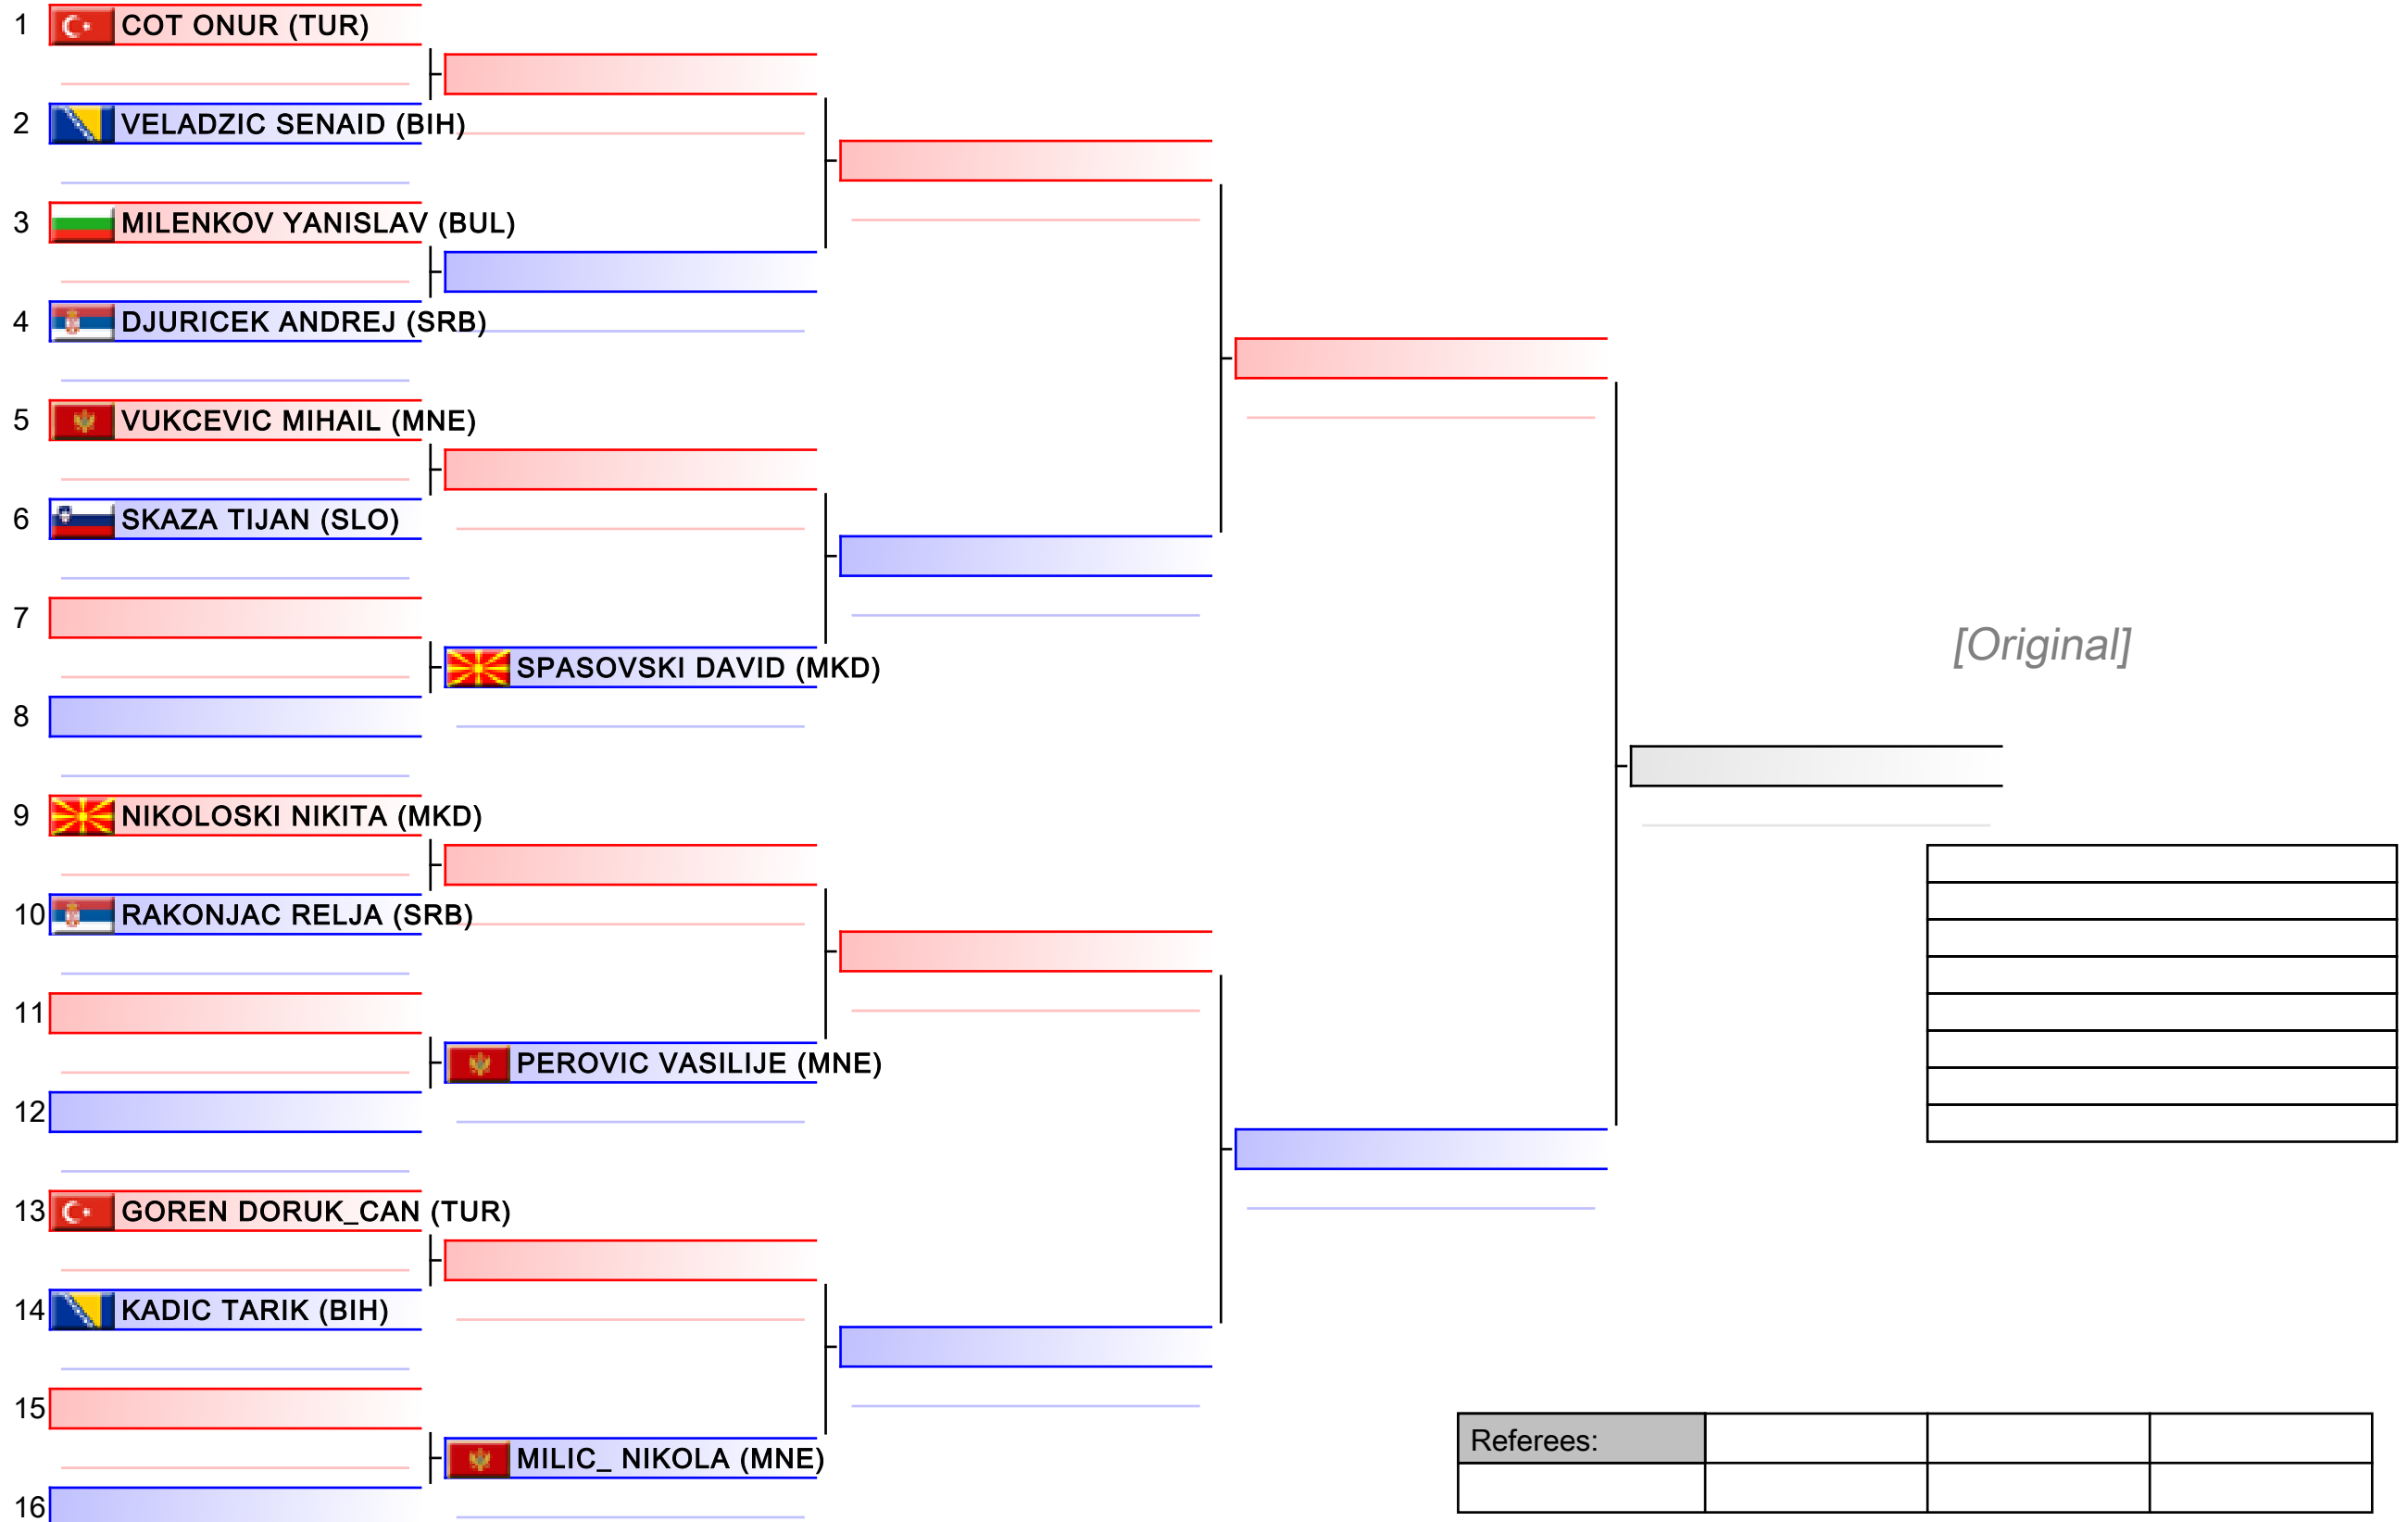 1 COT ONUR (TUR)
2 VELADZIC SENAID (BIH)
3 MILENKOV YANISLAV (BUL)
4 DJURICEK ANDREJ (SRB)
5 VUKCEVIC MIHAIL (MNE)
6 SKAZA TIJAN (SLO)
7
[Original]
SPASOVSKI DAVID (MKD)
8
9 NIKOLOSKI NIKITA (MKD)
10 RAKONJAC RELJA (SRB)
11
PEROVIC VASILIJE (MNE)
12
13 GOREN DORUK_CAN (TUR)
14 KADIC TARIK (BIH)
15
Referees:
MILIC_ NIKOLA (MNE)
16